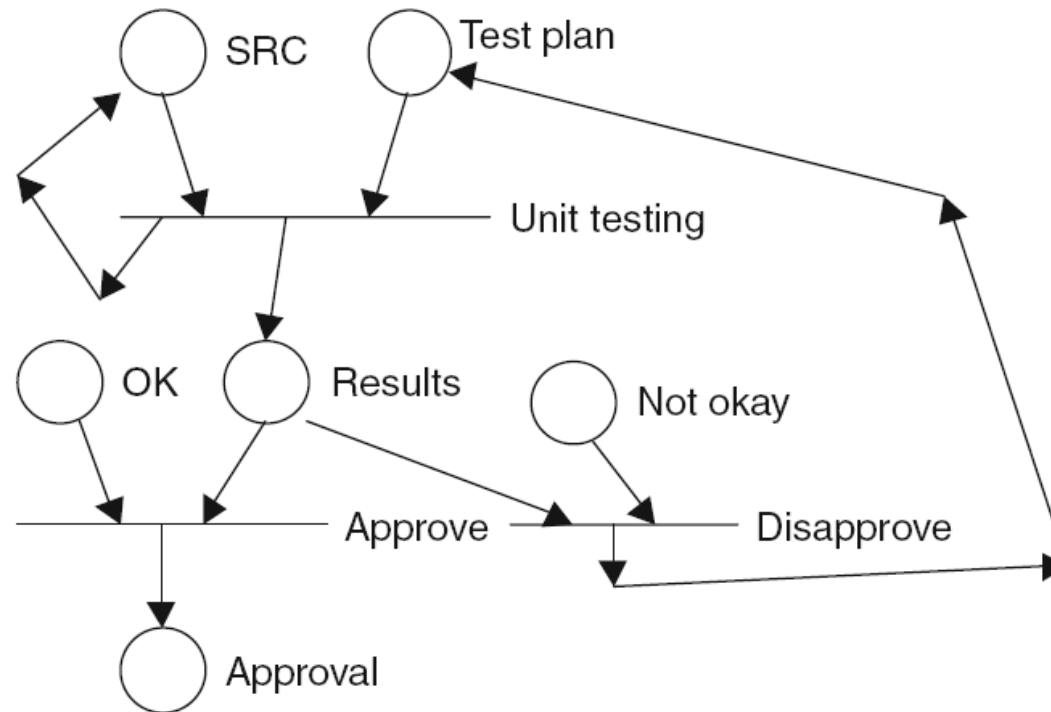 SRC
Test plan
Unit testing
OK
Results
Not okay
Approve
Disapprove
Approval